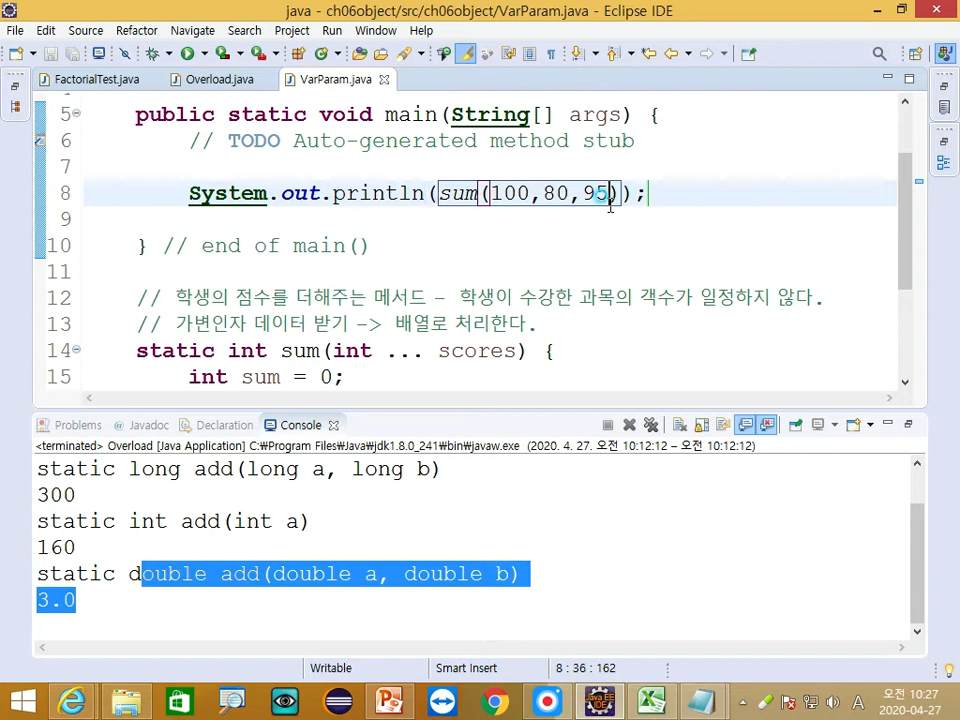 java - ch06object/src/ch06object/VarParam.java - Eclipse IDE
File Edit Source Refactor Navigate Search Project Run Window Help
FactorialTest.java Overload.java VarParam.java
5 public static void main(String[] args) {
6 // TODO Auto-generated method stub
7
8 System.out.println(sum(100,80,95));
9
10 } // end of main()
11
12 // 학생의 점수를 더해주는 메서드 - 학생이 수강한 과목의 객수가 일정하지 않다.
13 // 가변인자 데이터 받기 -> 배열로 처리한다.
14 static int sum(int ... scores) {
15 int sum = 0;
Problems Javadoc Declaration Console
<terminated> Overload [Java Application] C:\Program Files\Java\jdk1.8.0_241\bin\javaw.exe (2020. 4. 27. 오전 10:12:12 – 오전 10:12:12)
static long add(long a, long b)
300
static int add(int a)
160
static double add(double a, double b)
3.0
Writable Smart Insert 8 : 36 : 162
A 오전 10:27
2020-04-27